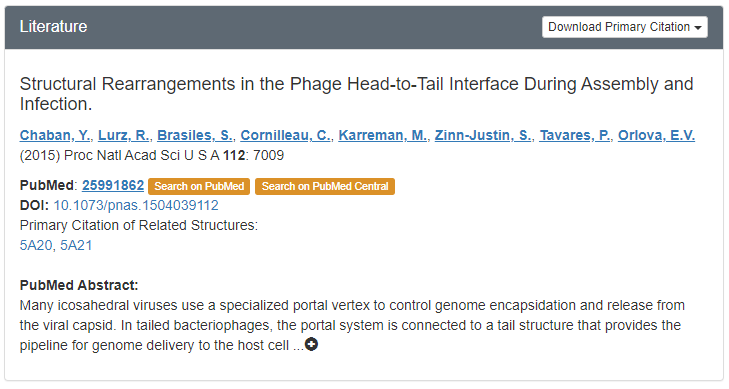 Literature
Download Primary Citation
Structural Rearrangements in the Phage Head-to-Tail Interface During Assembly and
Infection.
Chaban, Y., Lurz, R., Brasiles, S., Cornilleau, C., Karreman, M., Zinn-Justin, S., Tavares, P., Orlova, E.V.
(2015) Proc Natl Acad Sci U S A 112: 7009
PubMed: 25991862 Search on PubMed Search on PubMed Central
DOI: 10.1073/pnas.1504039112
Primary Citation of Related Structures:
5A20, 5A21
PubMed Abstract:
Many icosahedral viruses use a specialized portal vertex to control genome encapsidation and release from
the viral capsid. In tailed bacteriophages, the portal system is connected to a tail structure that provides the
pipeline for genome delivery to the host cell ...